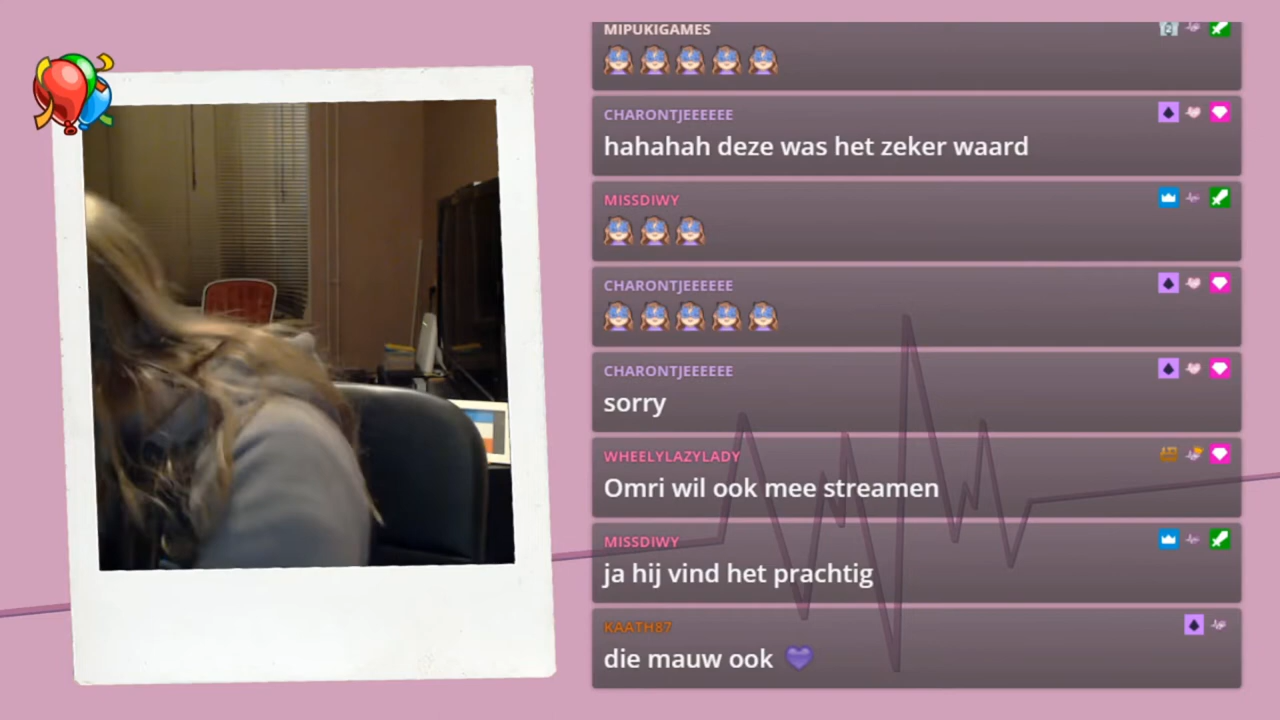 MIPUKIGAMES
CHARONTJEEEEEE
hahahah deze was het zeker waard
MISSDIWY
CHARONTJEEEEEE
CHARONTJEEEEEE
sorry
WHEELYLAZYLADY
Omri wil ook mee streamen
MISSDIWY
ja hij vind het prachtig
KAATH87
die mauw ook 💜